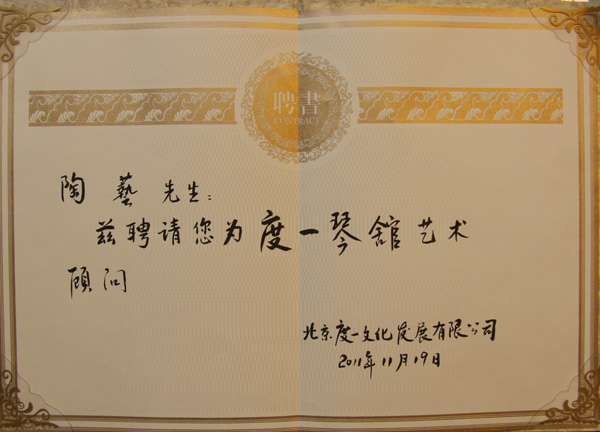 聘書
CONTRACT
陶藝先生：
兹聘請您为度一琴舘艺术
顾问
北京度一文化发展有限公司
2011年11月19日